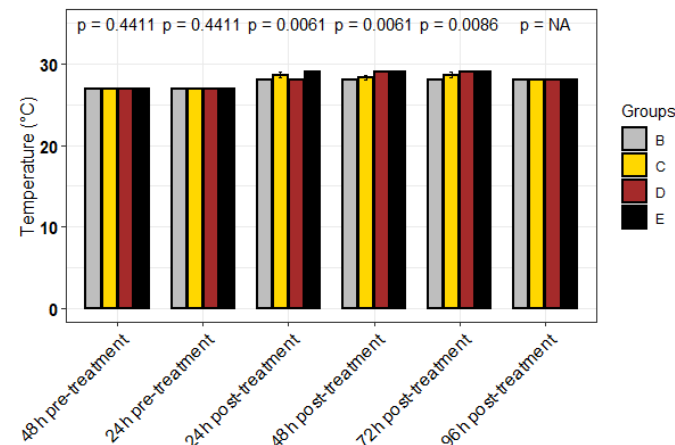 p = 0.4411 p = 0.4411 p = 0.0061 p = 0.0061 p = 0.0086 p = NA
30
20
10
0
Temperature (°C)
Groups
B
C
D
E
48h pre-treatment
24h pre-treatment
24h post-treatment
48h post-treatment
72h post-treatment
96h post-treatment